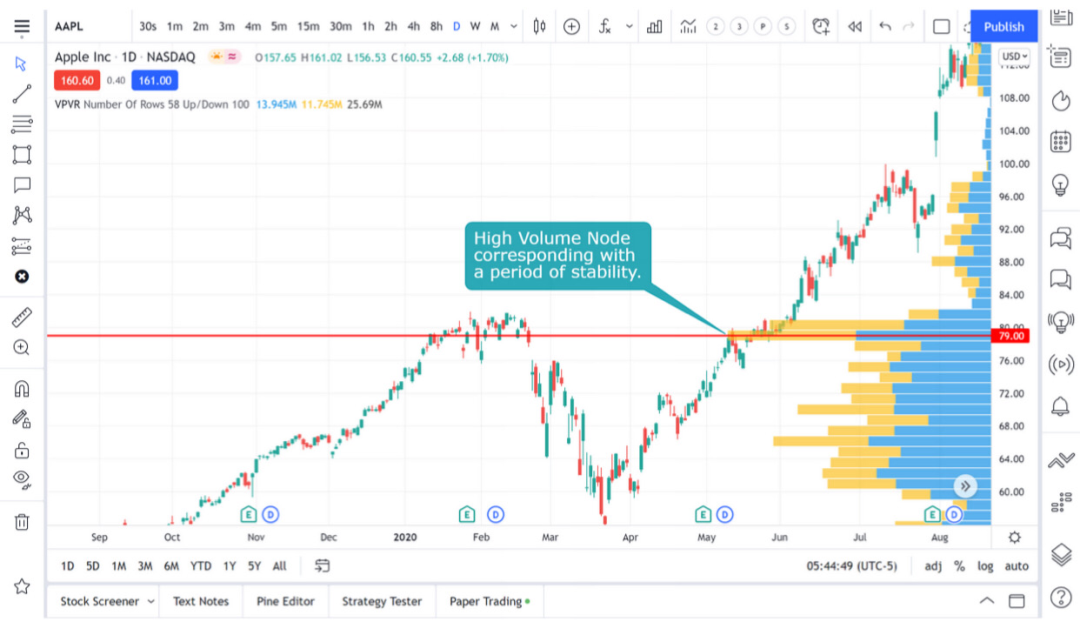 AAPL 30s 1m 2m 3m 4m 5m 15m 30m 1h 2h 4h 8h D W M 2 3 P S Publish
Apple Inc · 1D · NASDAQ O157.65 H161.02 L156.53 C160.55 +2.68 (+1.70%)
160.60 0.40 161.00
VPVR Number Of Rows 58 Up/Down 100 13.945M 11.745M 25.69M
USD
112.00
108.00
104.00
100.00
96.00
92.00
88.00
84.00
80.00
79.00
76.00
72.00
68.00
64.00
60.00
High Volume Node
corresponding with
a period of stability.
E D E D E D E D
Sep Oct Nov Dec 2020 Feb Mar Apr May Jun Jul Aug
1D 5D 1M 3M 6M YTD 1Y 5Y All 05:44:49 (UTC-5) adj % log auto
Stock Screener Text Notes Pine Editor Strategy Tester Paper Trading